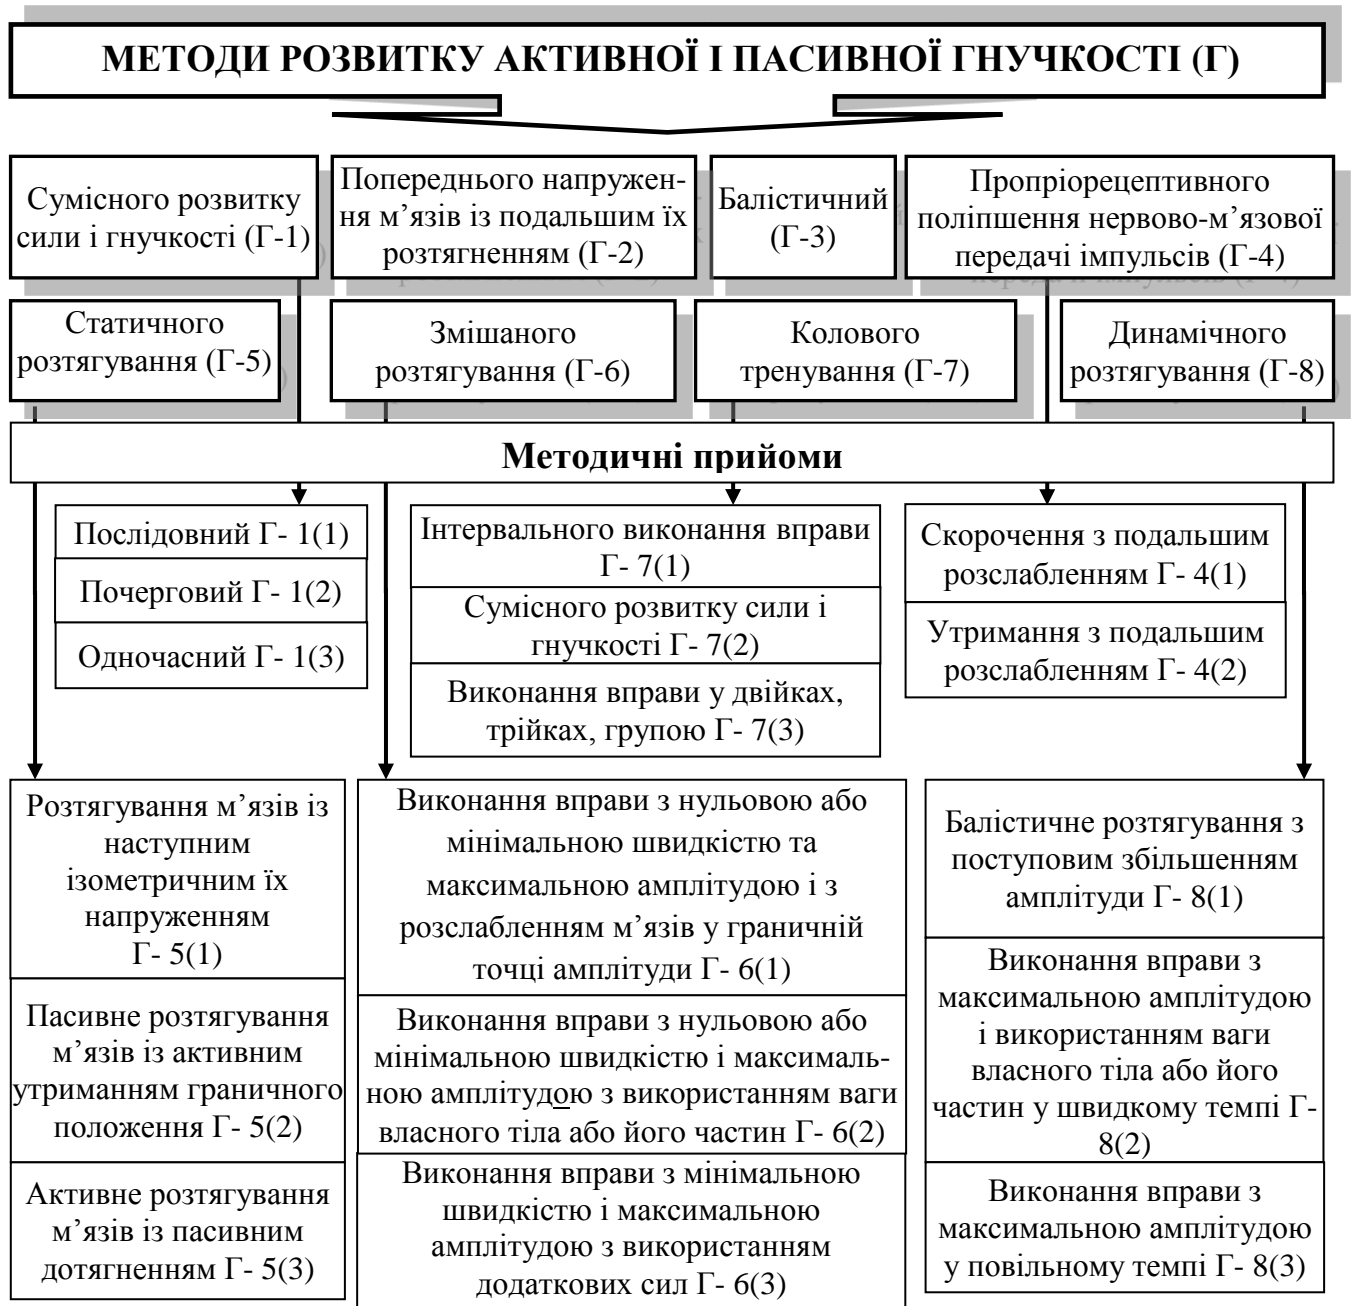 МЕТОДИ РОЗВИТКУ АКТИВНОЇ І ПАСИВНОЇ ГНУЧКОСТІ (Г)
Сумісного розвитку
сили і гнучкості (Г-1)
Попереднього напружен-
ня м’язів із подальшим їх
розтягненням (Г-2)
Балістичний
(Г-3)
Пропріорецептивного
поліпшення нервово-м’язової
передачі імпульсів (Г-4)
Статичного
розтягування (Г-5)
Змішаного
розтягування (Г-6)
Колового
тренування (Г-7)
Динамічного
розтягування (Г-8)
Методичні прийоми
Послідовний Г- 1(1)
Почерговий Г- 1(2)
Одночасний Г- 1(3)
Інтервального виконання вправи
Г- 7(1)
Сумісного розвитку сили і
гнучкості Г- 7(2)
Виконання вправи у двійках,
трійках, групою Г- 7(3)
Скорочення з подальшим
розслабленням Г- 4(1)
Утримання з подальшим
розслабленням Г- 4(2)
Розтягування м’язів із
наступним
ізометричним їх
напруженням
Г- 5(1)
Пасивне розтягування
м’язів із активним
утриманням граничного
положення Г- 5(2)
Активне розтягування
м’язів із пасивним
дотягненням Г- 5(3)
Виконання вправи з нульовою або
мінімальною швидкістю та
максимальною амплітудою і з
розслабленням м’язів у граничній
точці амплітуди Г- 6(1)
Виконання вправи з нульовою або
мінімальною швидкістю і максималь-
ною амплітудою з використанням ваги
власного тіла або його частин Г- 6(2)
Виконання вправи з мінімальною
швидкістю і максимальною
амплітудою з використанням
додаткових сил Г- 6(3)
Балістичне розтягування з
поступовим збільшенням
амплітуди Г- 8(1)
Виконання вправи з
максимальною амплітудою
і використанням ваги
власного тіла або його
частин у швидкому темпі Г-
8(2)
Виконання вправи з
максимальною амплітудою
у повільному темпі Г- 8(3)